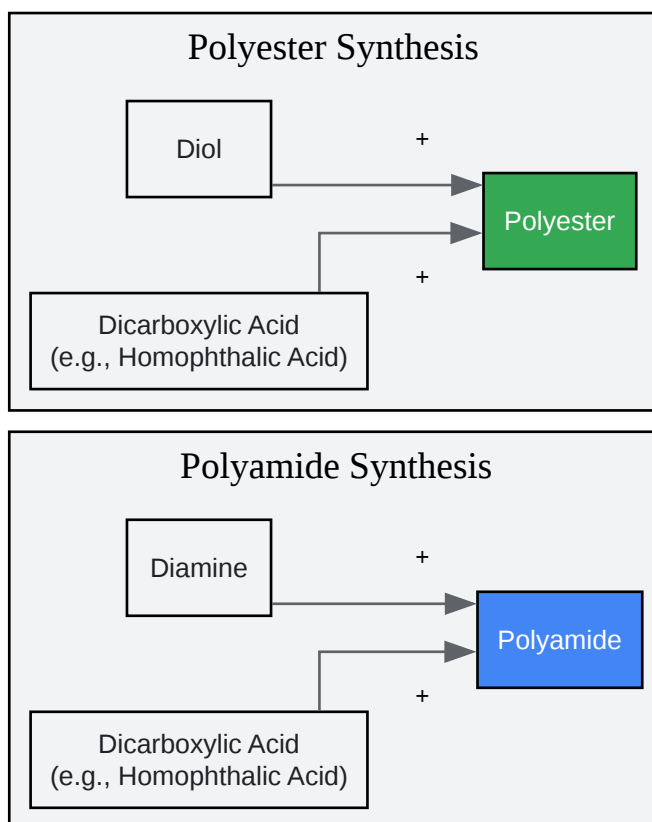 Polyester Synthesis
Diol
+
Polyester
+
Dicarboxylic Acid
(e.g., Homophthalic Acid)
Polyamide Synthesis
Diamine
+
Polyamide
+
Dicarboxylic Acid
(e.g., Homophthalic Acid)